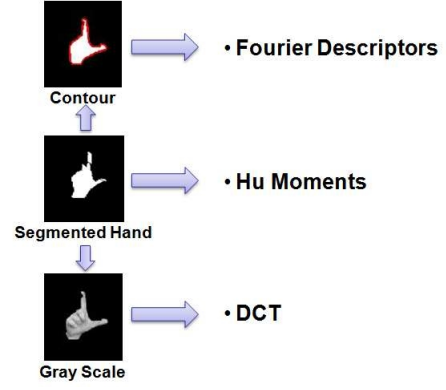 • Fourier Descriptors
Contour
• Hu Moments
Segmented Hand
• DCT
Gray Scale